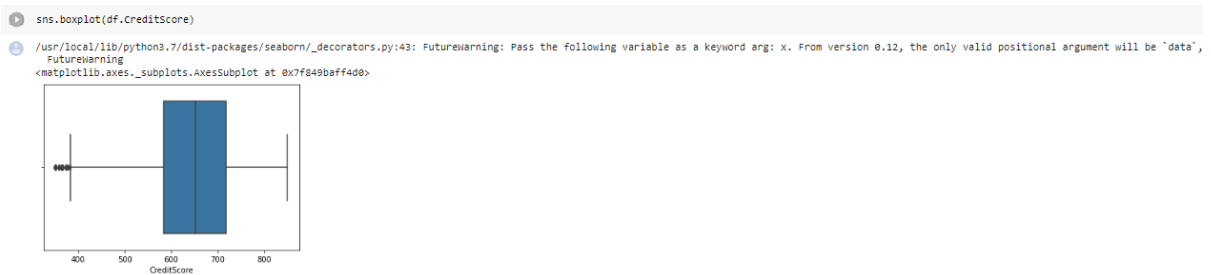 sns.boxplot(df.CreditScore)
/usr/local/lib/python3.7/dist-packages/seaborn/_decorators.py:43: FutureWarning: Pass the following variable as a keyword arg: x. From version 0.12, the only valid positional argument will be `data`,
FutureWarning
<matplotlib.axes._subplots.AxesSubplot at 0x7f849baff4d0>
400 500 600 700 800
CreditScore